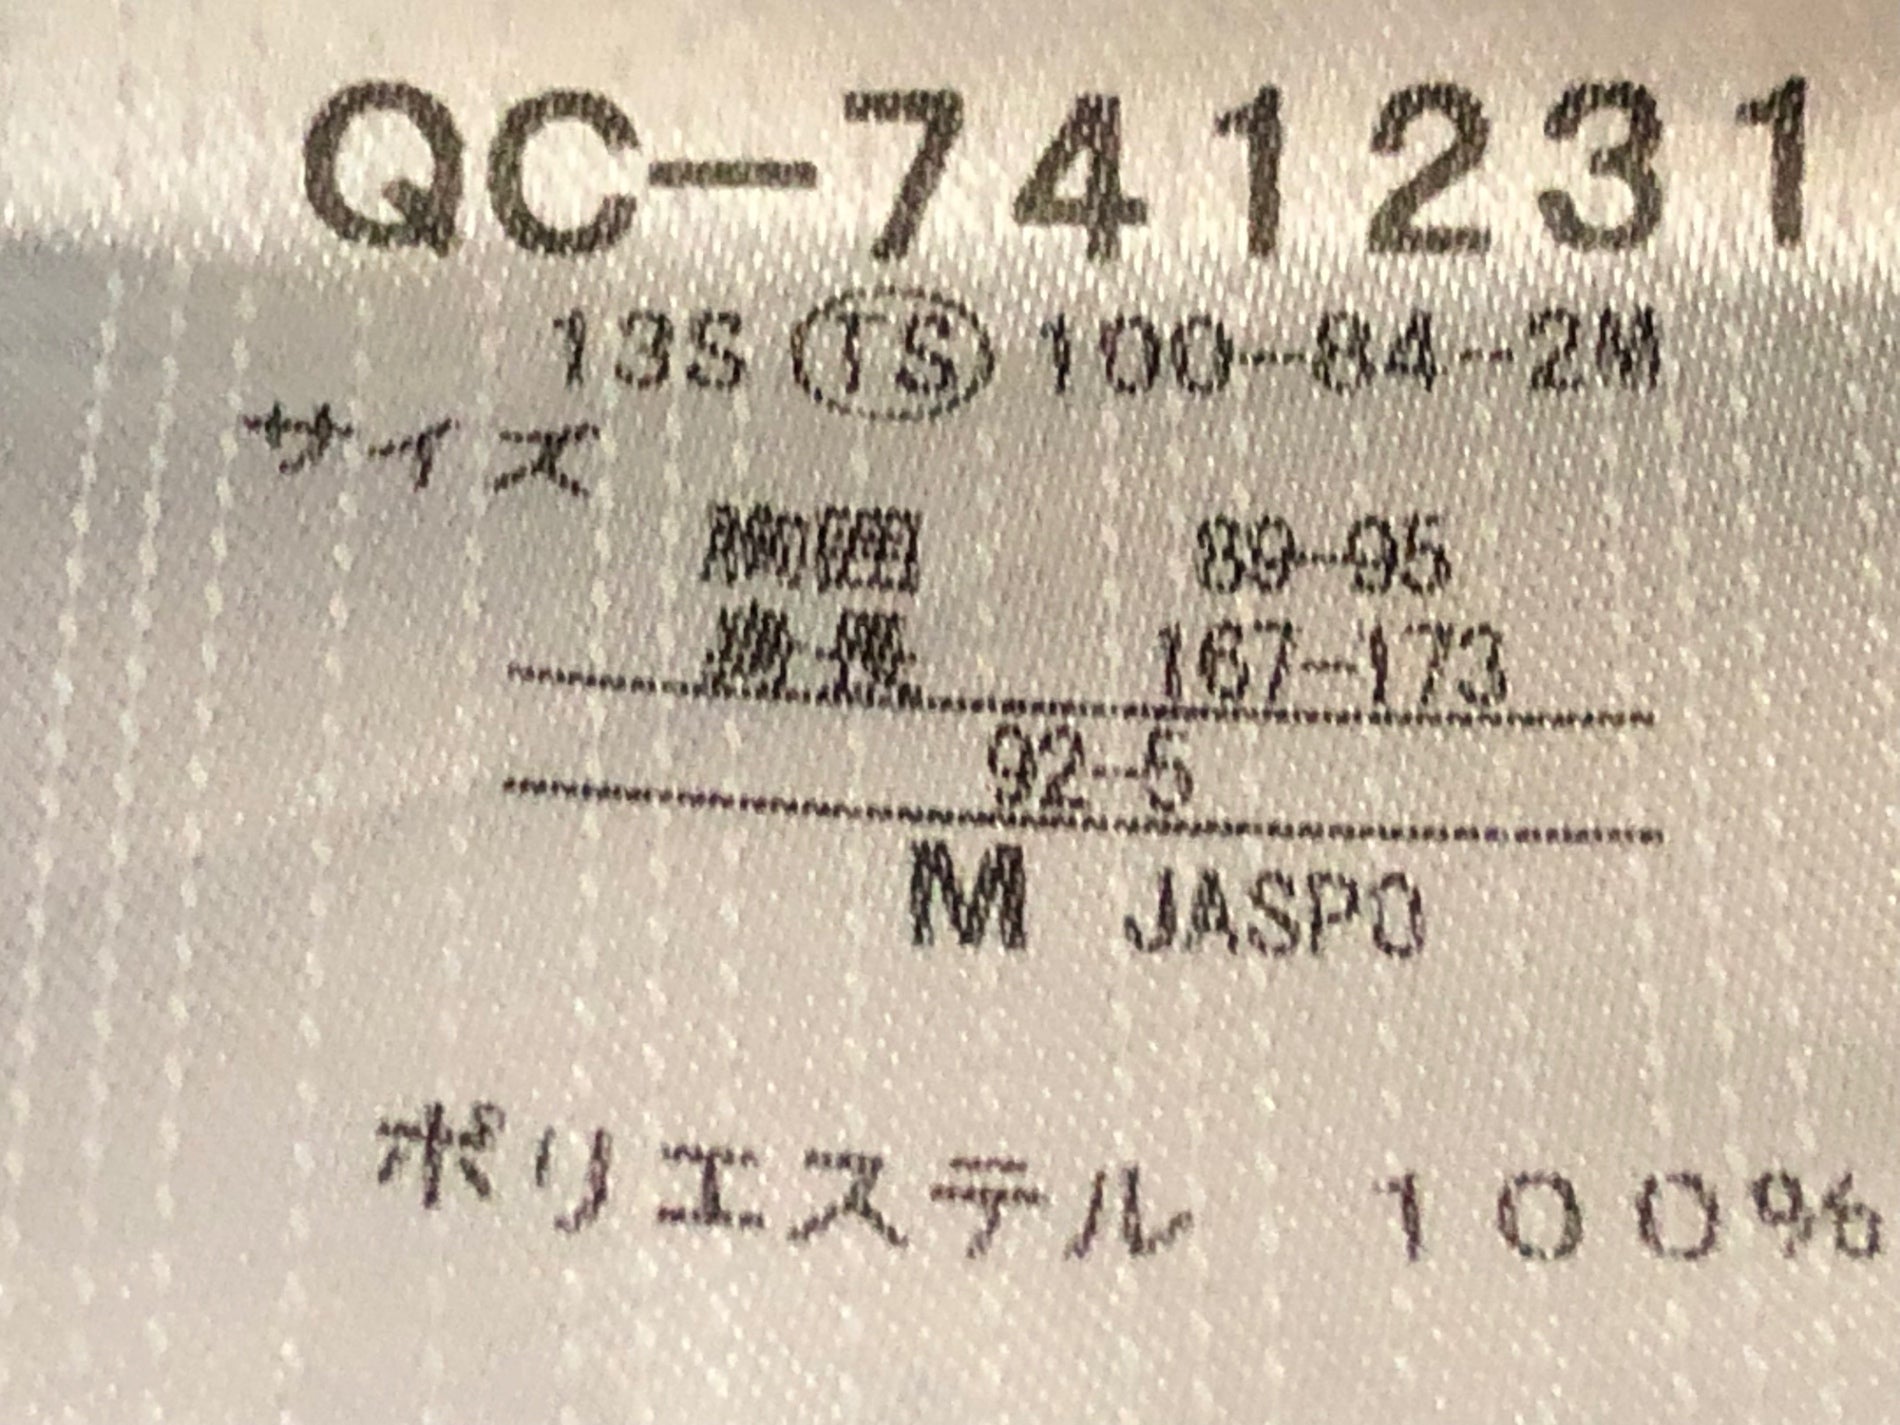 QC-741231
13S TS 100-84-2M
サイズ
胸囲 89-95
身長 167-173
92-5
M JASPO
ポリエステル 100%